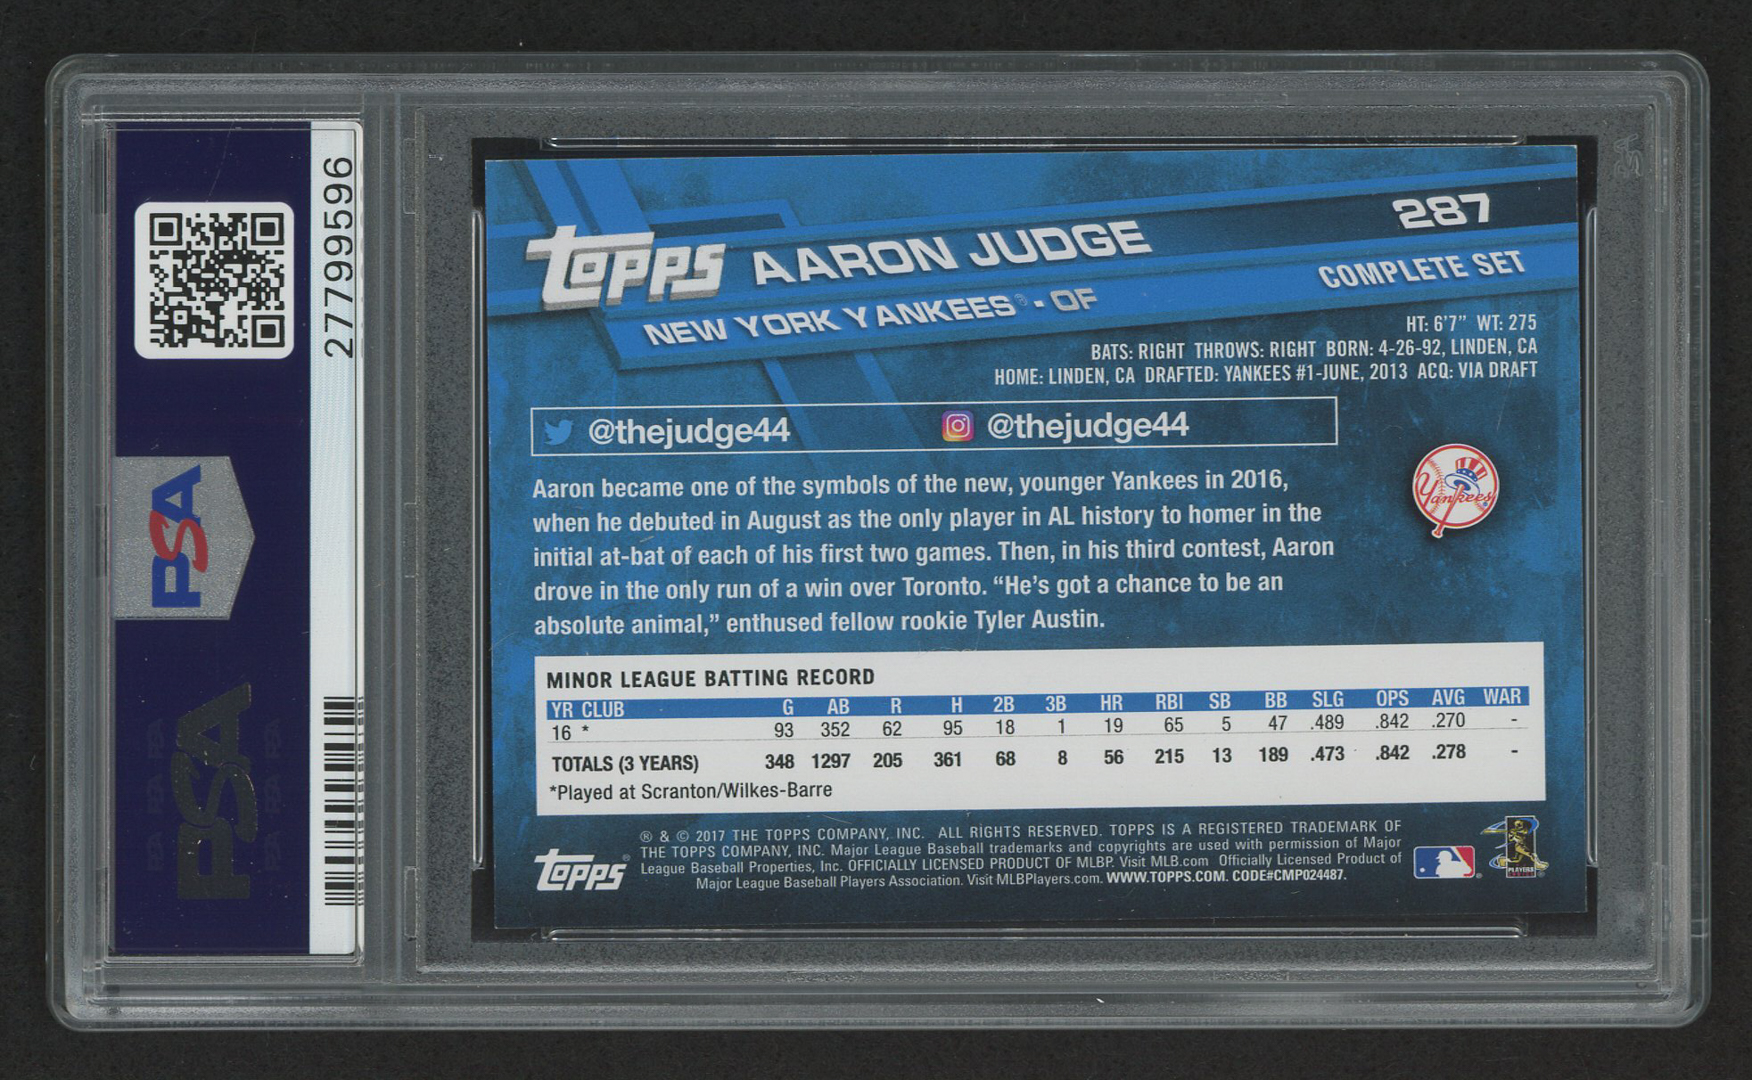 27799596
PSA
PSA
287
topps AARON JUDGE
COMPLETE SET
NEW YORK YANKEES® - OF
HT: 6'7" WT: 275
BATS: RIGHT THROWS: RIGHT BORN: 4-26-92, LINDEN, CA
HOME: LINDEN, CA DRAFTED: YANKEES #1-JUNE, 2013 ACQ: VIA DRAFT
@thejudge44 @thejudge44
Aaron became one of the symbols of the new, younger Yankees in 2016,
when he debuted in August as the only player in AL history to homer in the
initial at-bat of each of his first two games. Then, in his third contest, Aaron
drove in the only run of a win over Toronto. “He’s got a chance to be an
absolute animal,” enthused fellow rookie Tyler Austin.
Yankees
MINOR LEAGUE BATTING RECORD
YR CLUB G AB R H 2B 3B HR RBI SB BB SLG OPS AVG WAR
16 * 93 352 62 95 18 1 19 65 5 47 .489 .842 .270 -
TOTALS (3 YEARS) 348 1297 205 361 68 8 56 215 13 189 .473 .842 .278 -
*Played at Scranton/Wilkes-Barre
® & © 2017 THE TOPPS COMPANY, INC. ALL RIGHTS RESERVED. TOPPS IS A REGISTERED TRADEMARK OF
THE TOPPS COMPANY, INC. Major League Baseball trademarks and copyrights are used with permission of Major
League Baseball Properties, Inc. OFFICIALLY LICENSED PRODUCT OF MLBP. Visit MLB.com Officially Licensed Product of
Major League Baseball Players Association. Visit MLBPlayers.com. WWW.TOPPS.COM. CODE#CMP024487.
topps®
PLAYERS